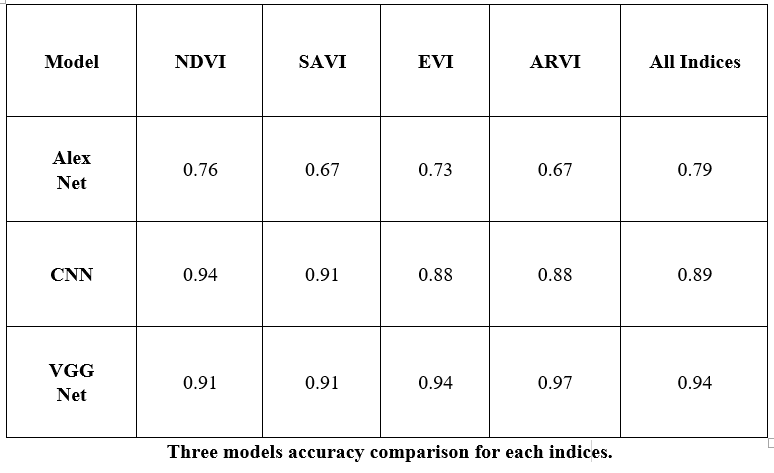 Model NDVI SAVI EVI ARVI All Indices
Alex
Net 0.76 0.67 0.73 0.67 0.79
CNN 0.94 0.91 0.88 0.88 0.89
VGG
Net 0.91 0.91 0.94 0.97 0.94
Three models accuracy comparison for each indices.